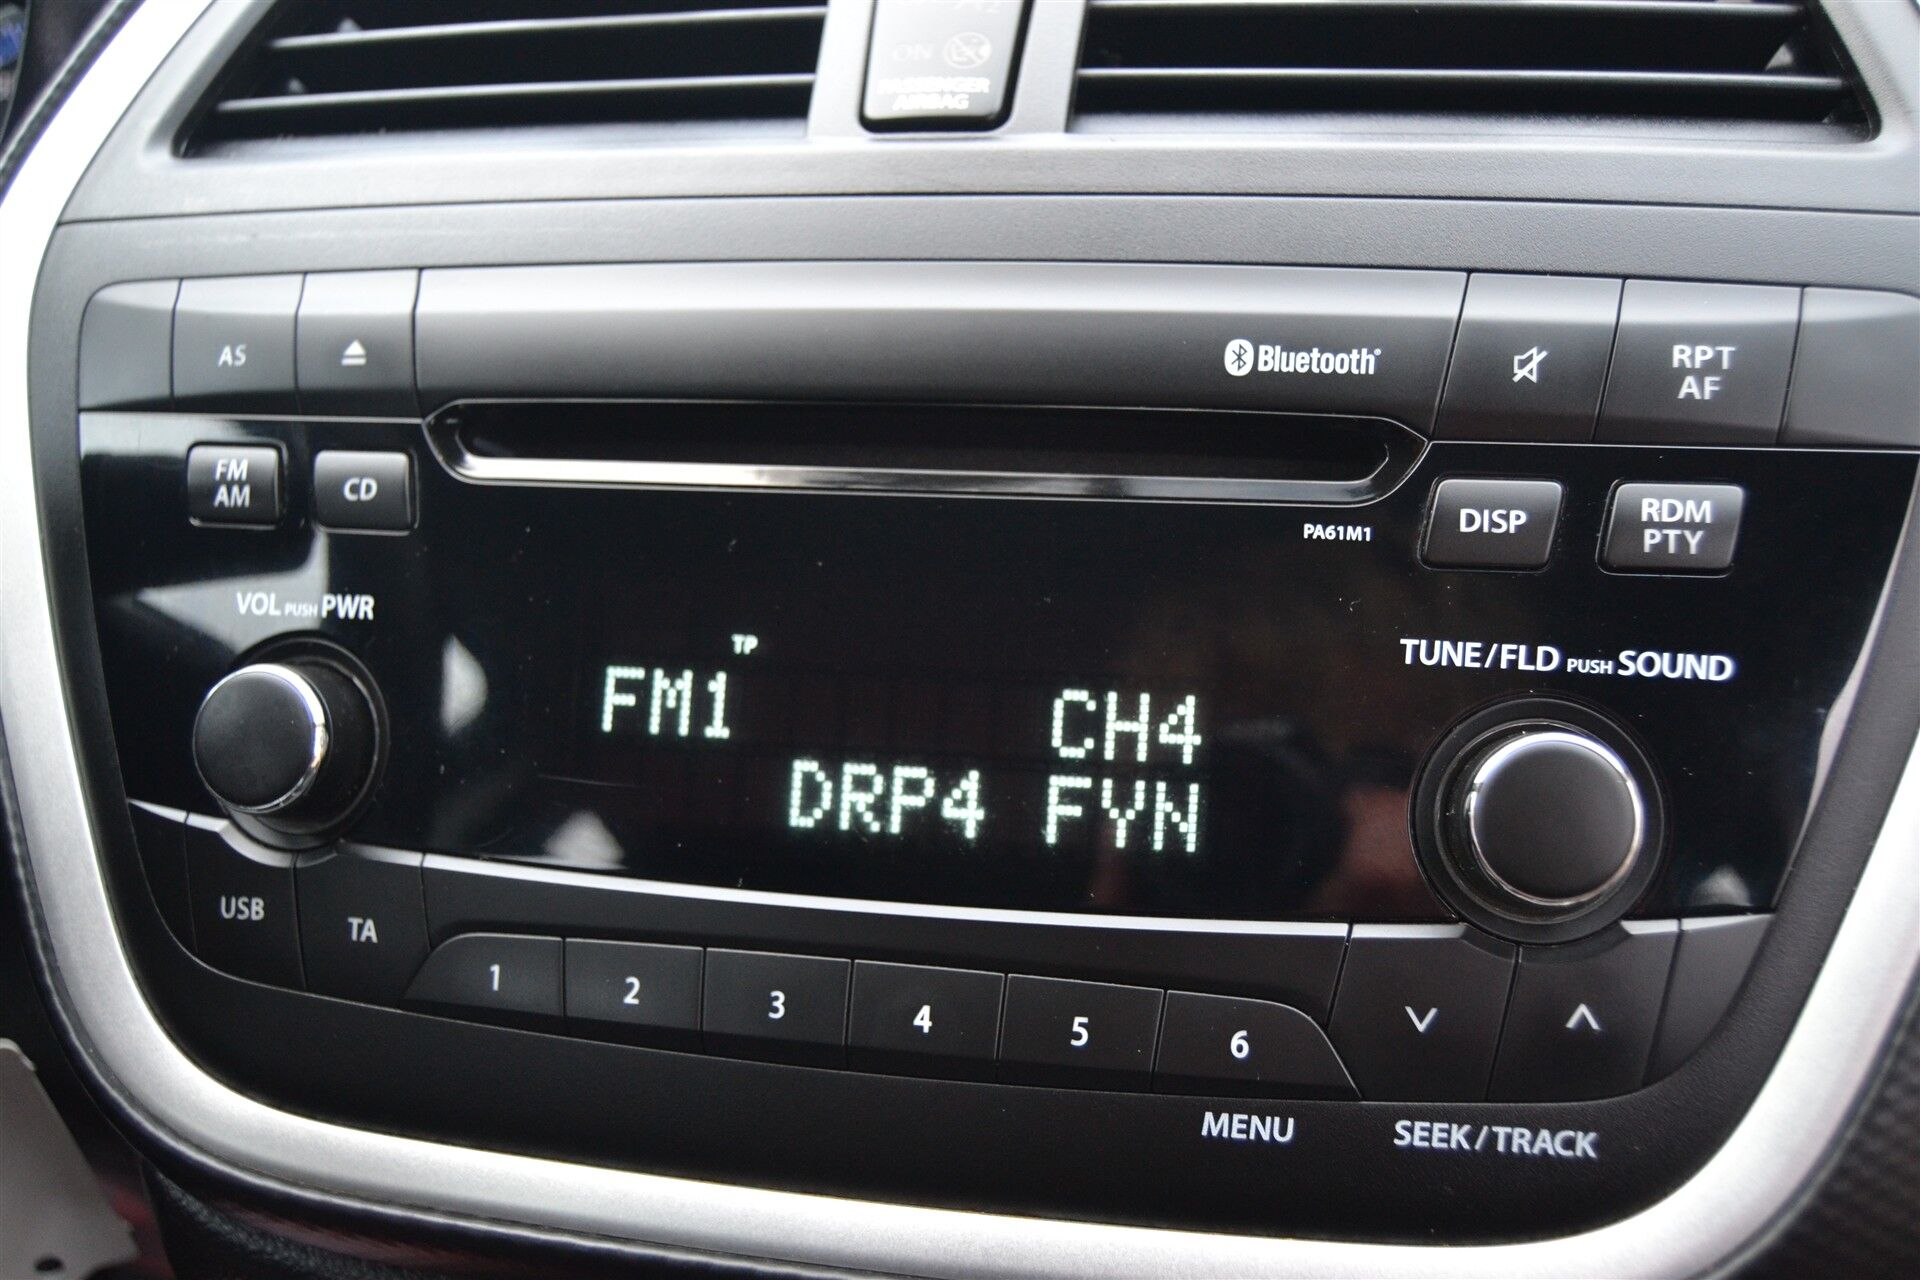 ON
PASSENGER
AIRBAG
AS
Bluetooth®
RPT
AF
FM
AM
CD
PA61M1
DISP
RDM
PTY
VOL PUSH PWR
TUNE/FLD PUSH SOUND
TP
FM1
CH4
DRP4 FYN
USB
TA
1
2
3
4
5
6
MENU
SEEK/TRACK